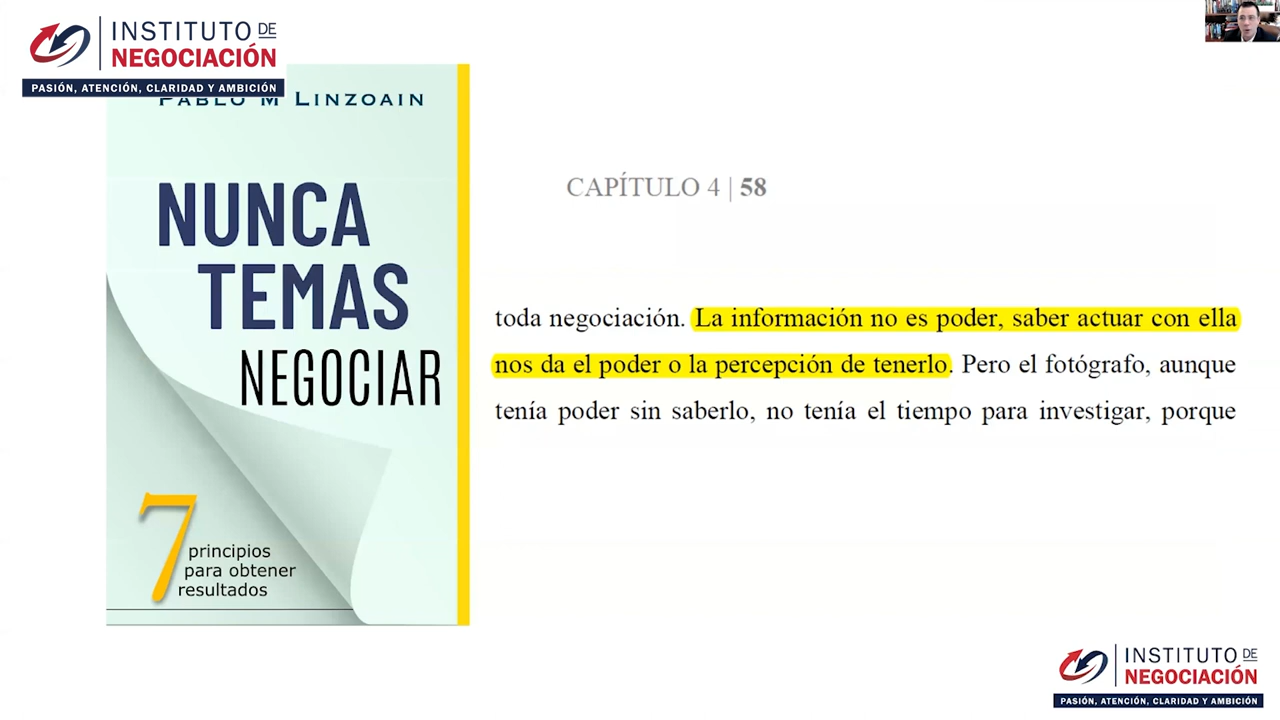 INSTITUTO DE
NEGOCIACIÓN
PASIÓN, ATENCIÓN, CLARIDAD Y AMBICIÓN
PABLO M LINZOAIN
NUNCA
TEMAS
NEGOCIAR
7
principios
para obtener
resultados
CAPÍTULO 4 | 58
toda negociación. La información no es poder, saber actuar con ella
nos da el poder o la percepción de tenerlo. Pero el fotógrafo, aunque
tenía poder sin saberlo, no tenía el tiempo para investigar, porque
INSTITUTO DE
NEGOCIACIÓN
PASIÓN, ATENCIÓN, CLARIDAD Y AMBICIÓN